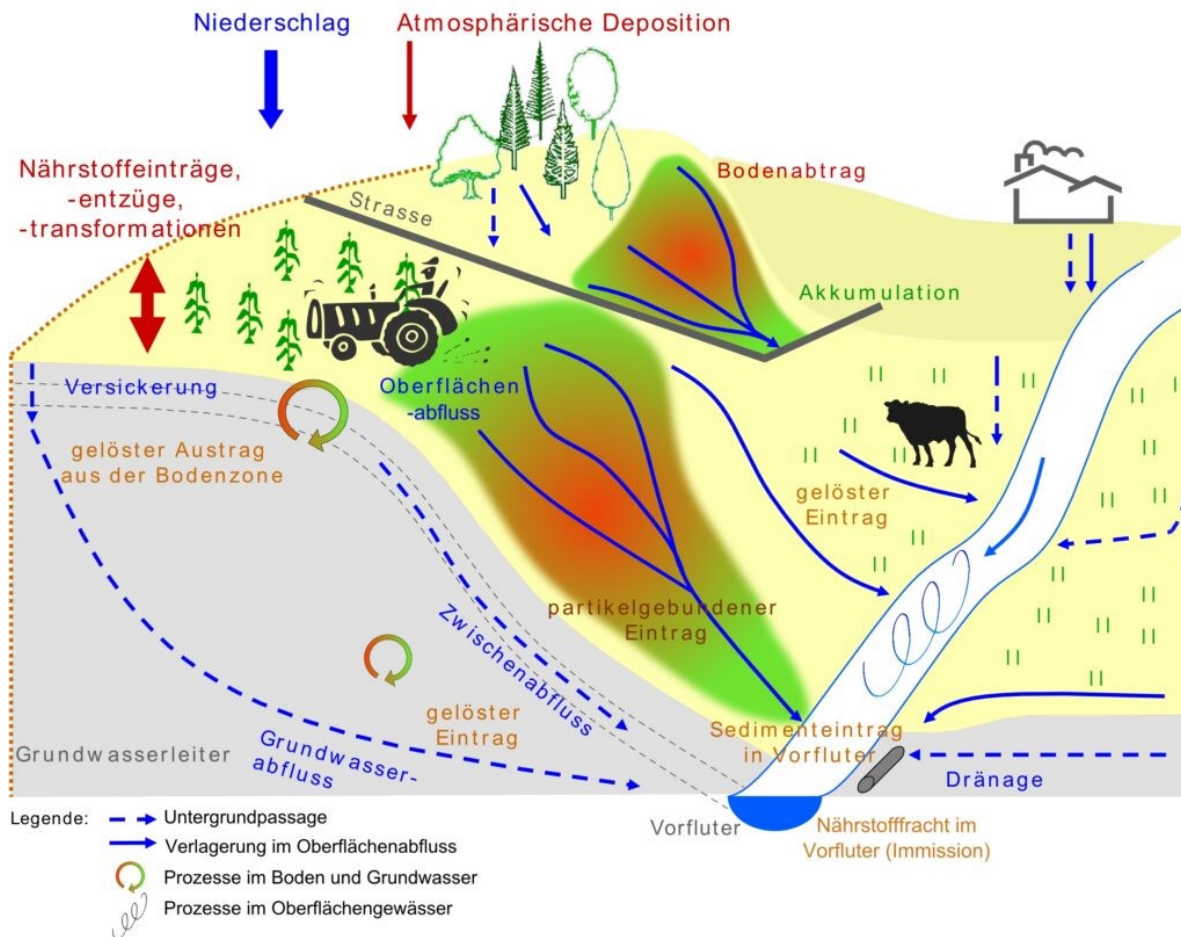 Niederschlag
Atmosphärische Deposition
Nährstoffeinträge,
-entzüge,
-transformationen
Strasse
Bodenabtrag
Akkumulation
Versickerung
Oberflächen
-abfluss
gelöster Austrag
aus der Bodenzone
gelöster
Eintrag
partikelgebundener
Eintrag
Zwischenabfluss
gelöster
Eintrag
Sedimenteintrag
in Vorfluter
Grundwasserleiter
Grundwasser-
abfluss
Dränage
Vorfluter
Nährstofffracht im
Vorfluter (Immission)
Legende:
Untergrundpassage
Verlagerung im Oberflächenabfluss
Prozesse im Boden und Grundwasser
Prozesse im Oberflächengewässer